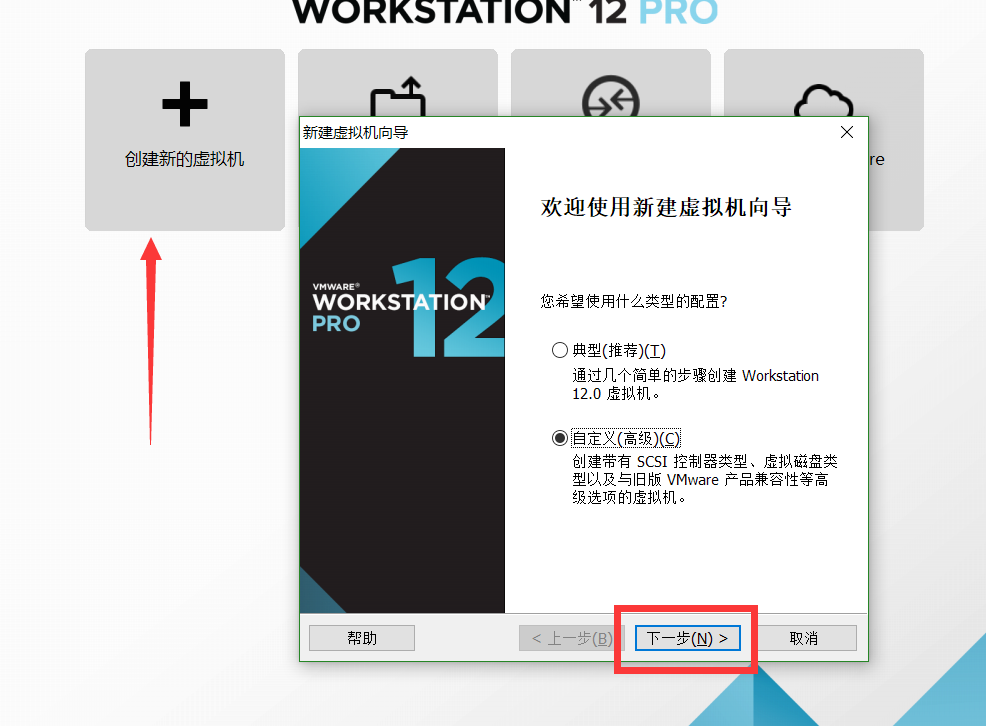 WORKSTATION™ 12 PRO
创建新的虚拟机
re
新建虚拟机向导
VMWARE®
WORKSTATION™
PRO
12
欢迎使用新建虚拟机向导
您希望使用什么类型的配置?
典型(推荐)(T)
通过几个简单的步骤创建 Workstation
12.0 虚拟机。
自定义(高级)(C)
创建带有 SCSI 控制器类型、虚拟磁盘类
型以及与旧版 VMware 产品兼容性等高
级选项的虚拟机。
帮助
< 上一步(B)
下一步(N) >
取消